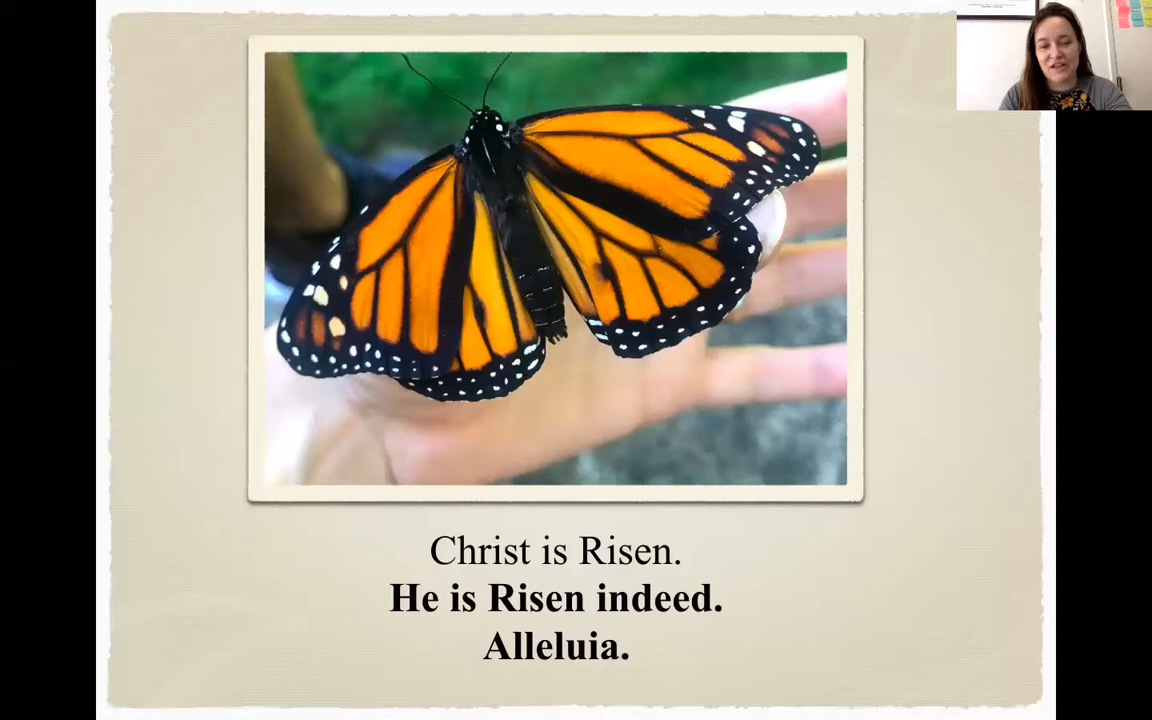 Christ is Risen.
He is Risen indeed.
Alleluia.